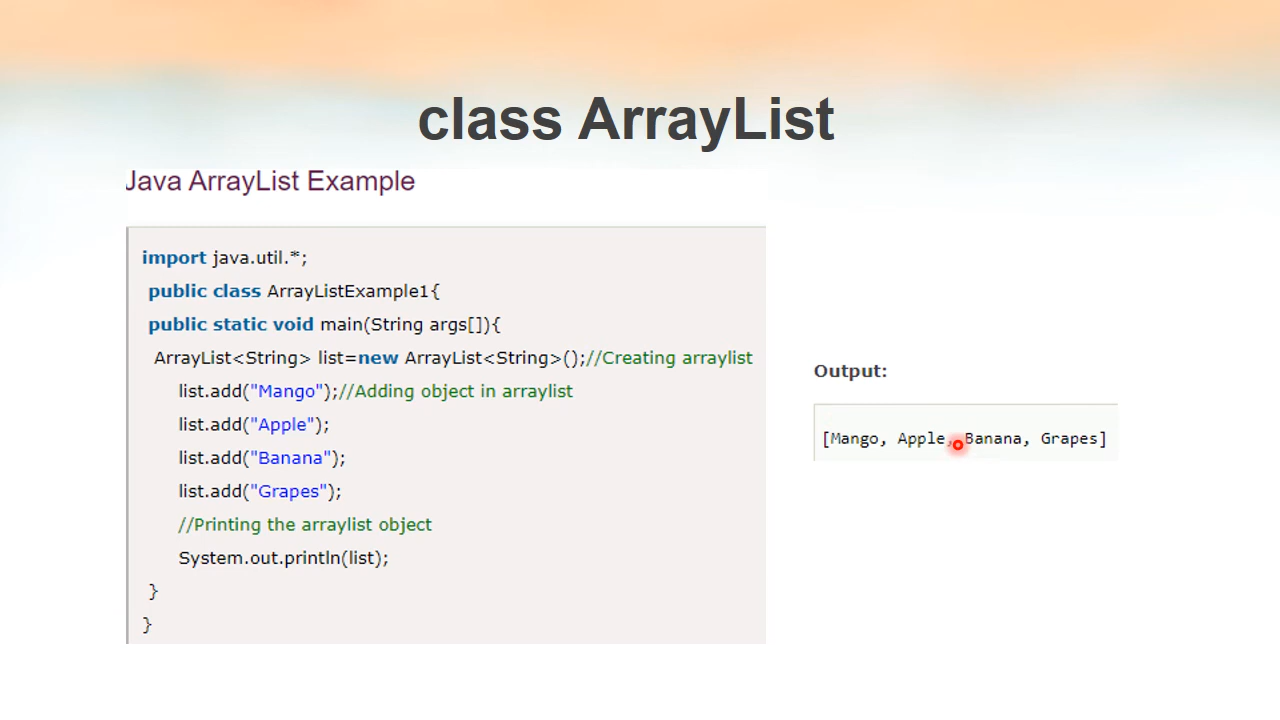 class ArrayList
Java ArrayList Example
import java.util.*;
public class ArrayListExample1{
public static void main(String args[]){
ArrayList<String> list=new ArrayList<String>();//Creating arraylist
list.add("Mango");//Adding object in arraylist
list.add("Apple");
list.add("Banana");
list.add("Grapes");
//Printing the arraylist object
System.out.println(list);
}
}
Output:
[Mango, Apple, Banana, Grapes]